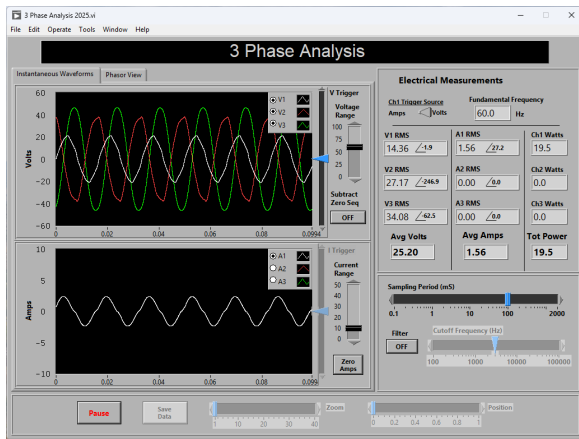 3 Phase Analysis 2025.vi
File Edit Operate Tools Window Help
3 Phase Analysis
Instantaneous Waveforms Phasor View
60
40
20
0
-20
-40
-60
Volts
0 0.02 0.04 0.06 0.08 0.0994
V1
V2
V3
V Trigger
Voltage
Range
100
75
50
25
0
Subtract
Zero Seq
OFF
10
5
0
-5
-10
Amps
0 0.02 0.04 0.06 0.08 0.099
A1
A2
A3
I Trigger
Current
Range
50
40
30
20
10
0
Zero
Amps
Electrical Measurements
Ch1 Trigger Source
Amps Volts
Fundamental Frequency
60.0 Hz
V1 RMS A1 RMS Ch1 Watts
14.36 -1.9 1.56 27.2 19.5
V2 RMS A2 RMS Ch2 Watts
27.17 -246.9 0.00 0.0 0.0
V3 RMS A3 RMS Ch3 Watts
34.08 -62.5 0.00 0.0 0.0
Avg Volts Avg Amps Tot Power
25.20 1.56 19.5
Sampling Period (mS)
0.1 1 10 100 2000
Filter
OFF
Cutoff Frequency (Hz)
100 1000 10000 100000
Pause
Save
Data
Zoom
1 10 20 30 40
Position
0 0.2 0.4 0.6 0.8 1